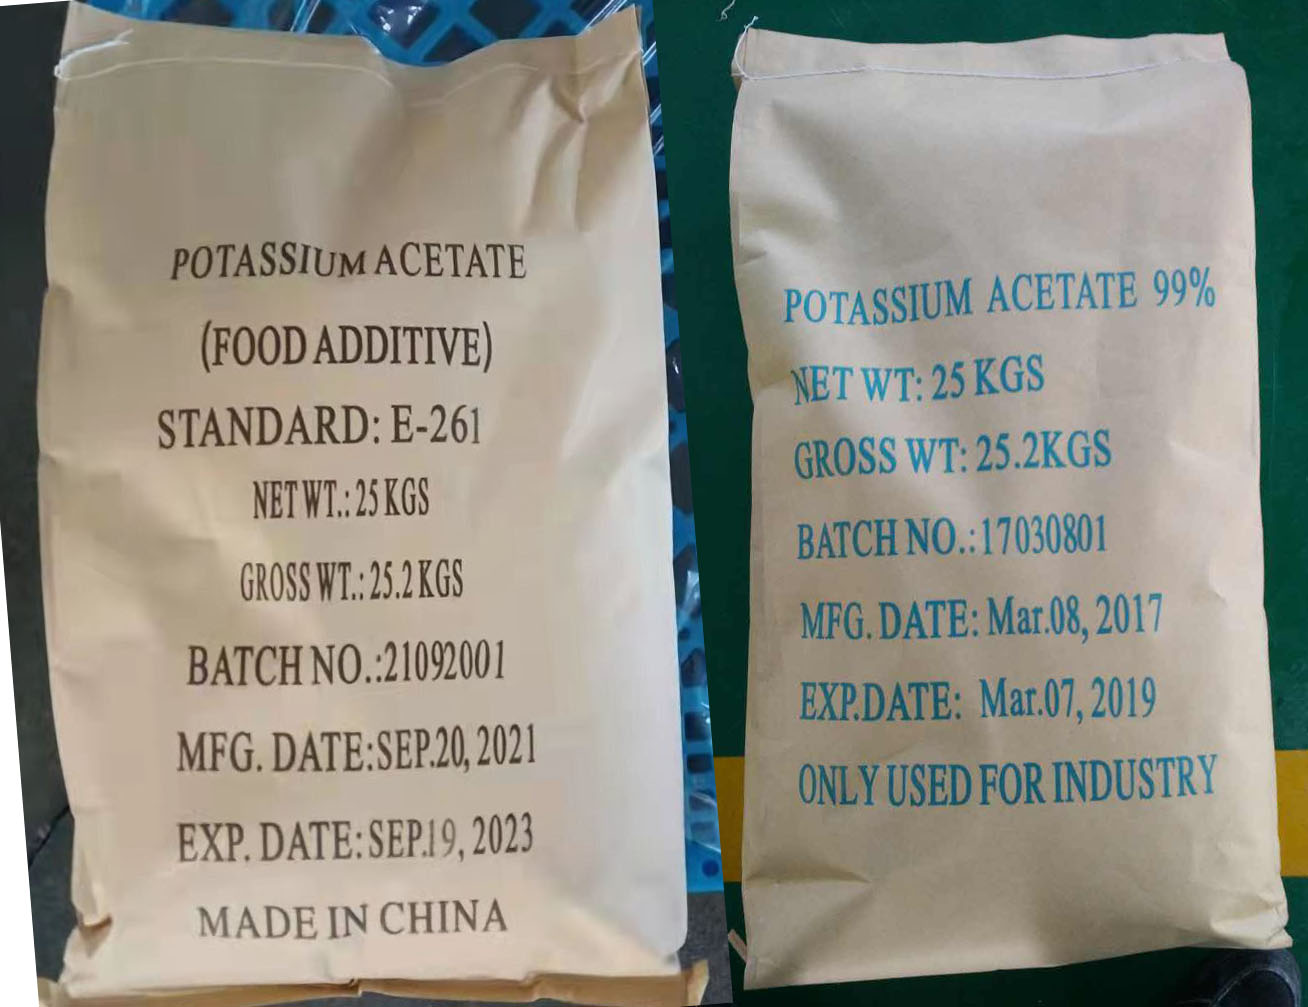 POTASSIUM ACETATE
(FOOD ADDITIVE)
STANDARD: E-261
NET WT.: 25 KGS
GROSS WT.: 25.2 KGS
BATCH NO.:21092001
MFG. DATE:SEP.20, 2021
EXP. DATE:SEP.19, 2023
MADE IN CHINA
POTASSIUM ACETATE 99%
NET WT: 25 KGS
GROSS WT: 25.2KGS
BATCH NO.:17030801
MFG. DATE: Mar.08, 2017
EXP.DATE: Mar.07, 2019
ONLY USED FOR INDUSTRY